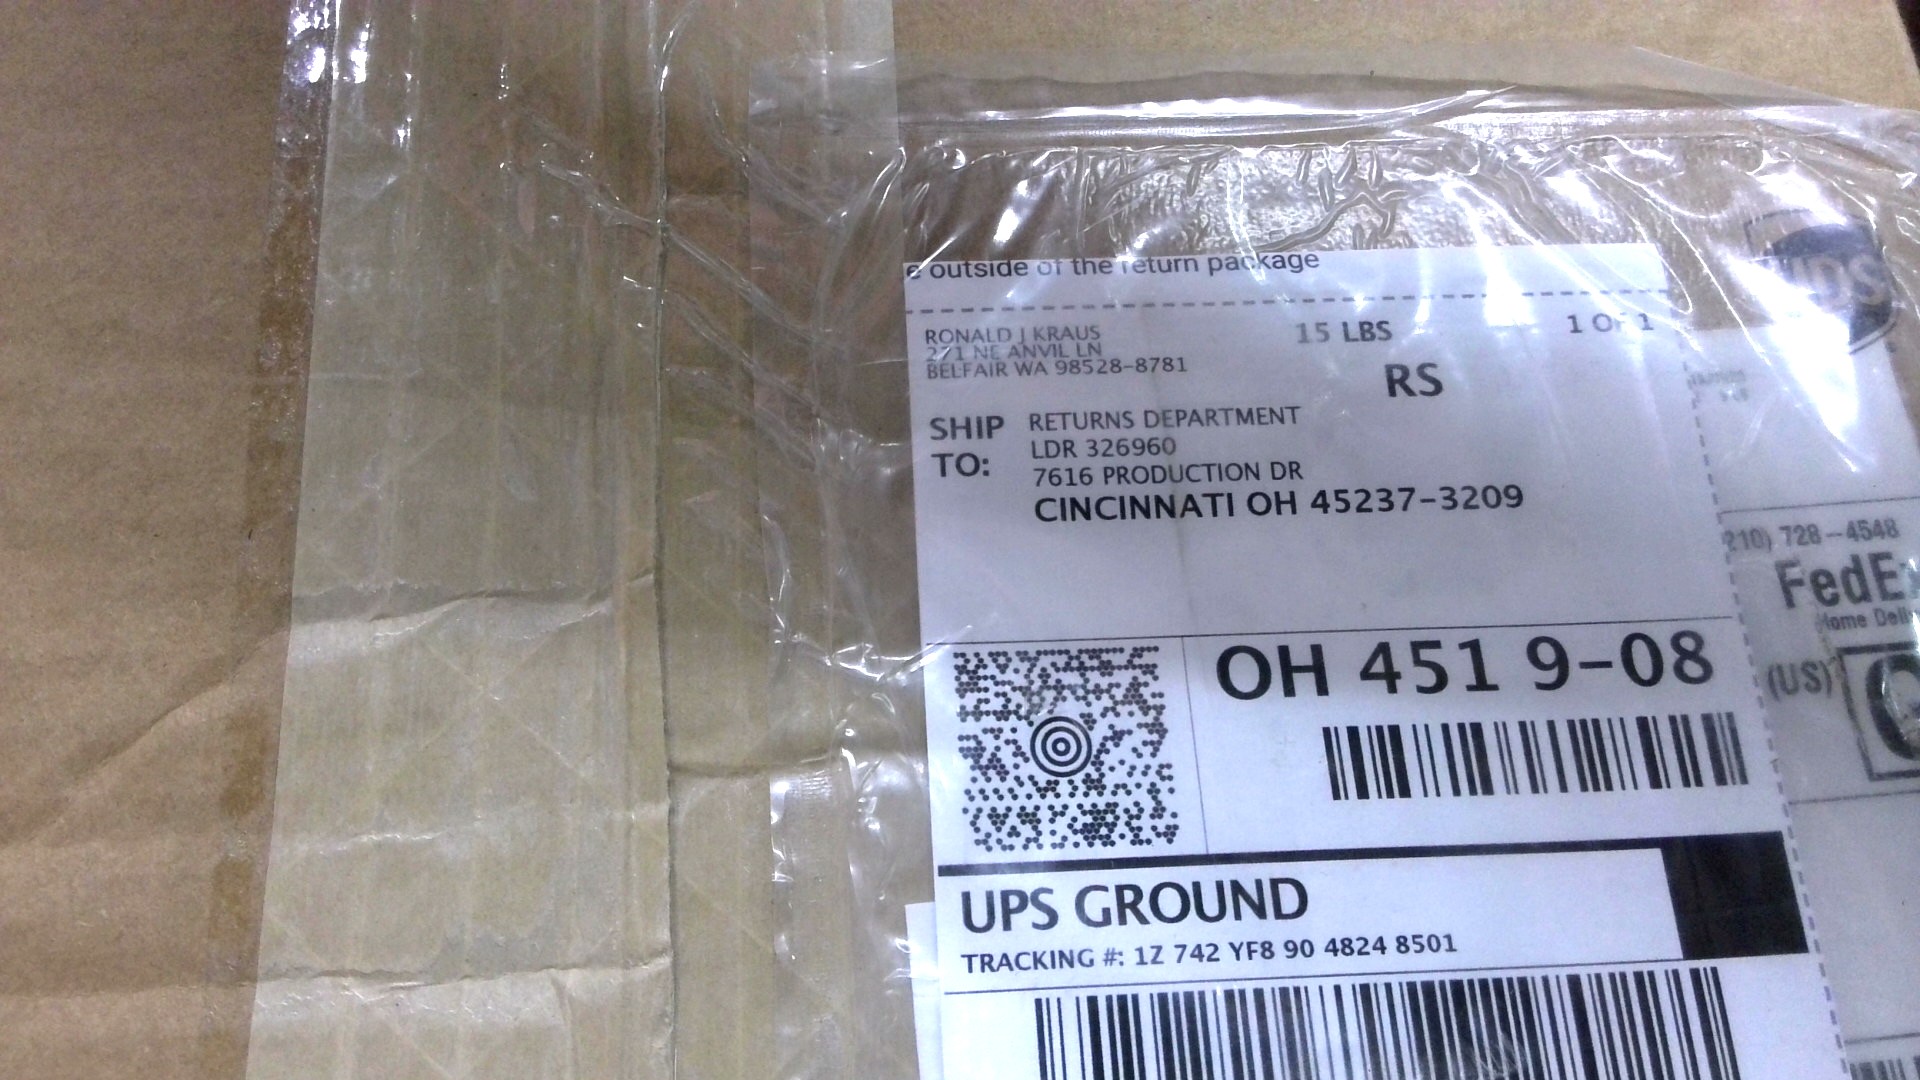 e outside of the return package
RONALD J KRAUS
271 NE ANVIL LN
BELFAIR WA 98528-8781
15 LBS
1 OF 1
RS
SHIP TO:
RETURNS DEPARTMENT
LDR 326960
7616 PRODUCTION DR
CINCINNATI OH 45237-3209
OH 451 9-08
UPS GROUND
TRACKING #: 1Z 742 YF8 90 4824 8501
UPS
210) 728-4548
FedEx
Home Deli
(US)